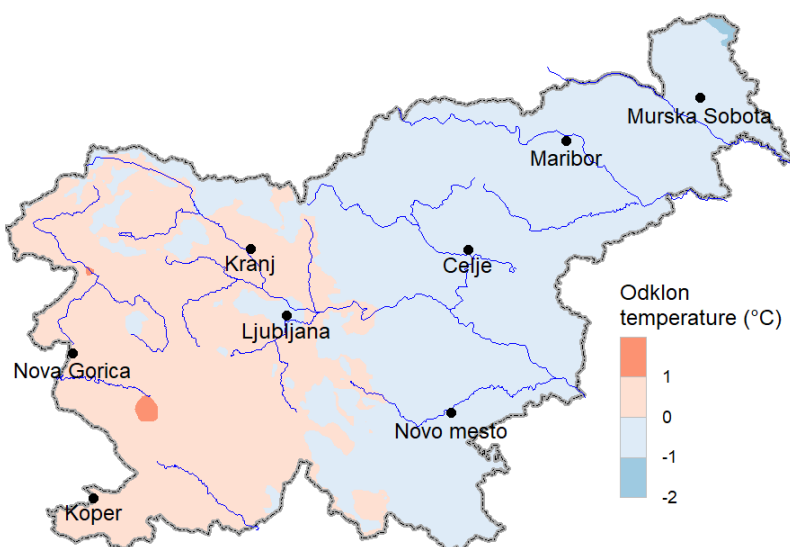 Murska Sobota
Maribor
Kranj
Celje
Ljubljana
Nova Gorica
Novo mesto
Koper
Odklon
temperature (°C)
1
0
-1
-2